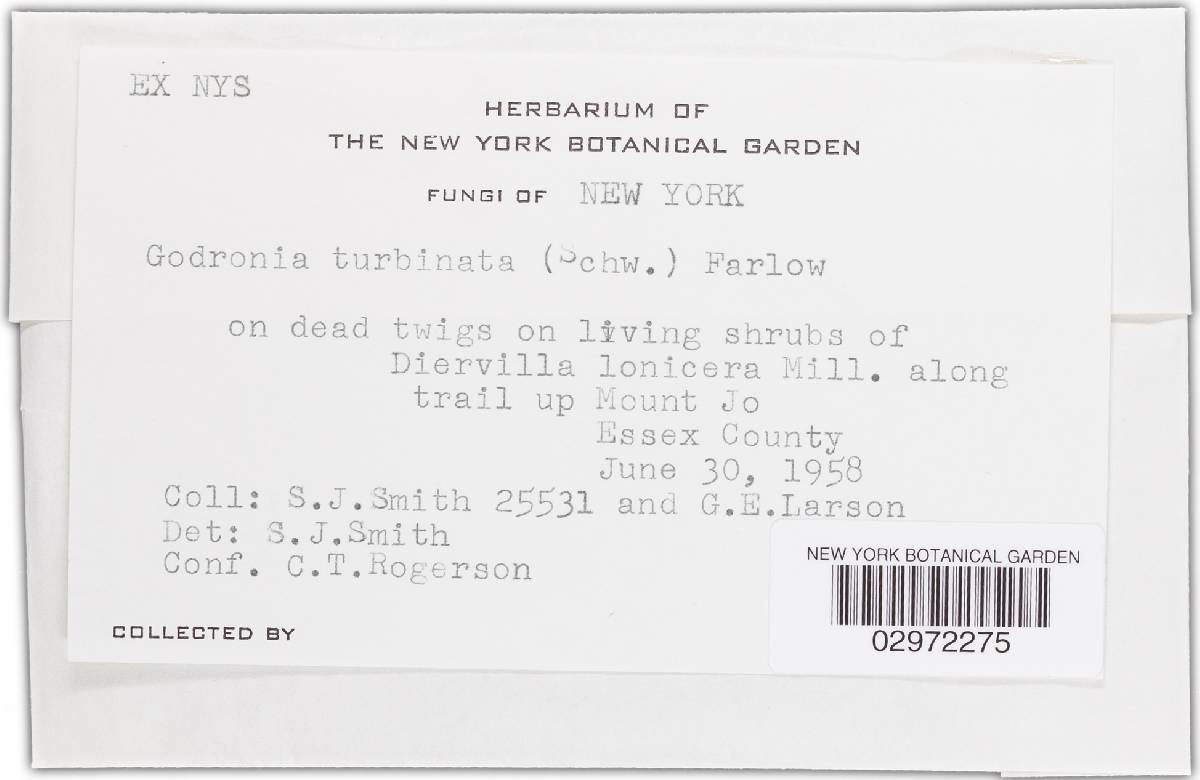 EX NYS
HERBARIUM OF
THE NEW YORK BOTANICAL GARDEN
FUNGI OF NEW YORK
Godronia turbinata (Schw.) Farlow
on dead twigs on living shrubs of
Diervilla lonicera Mill. along
trail up Mount Jo
Essex County
June 30, 1958
Coll: S.J.Smith 25531 and G.E.Larson
Det: S.J.Smith
Conf. C.T.Rogerson
COLLECTED BY
NEW YORK BOTANICAL GARDEN
02972275